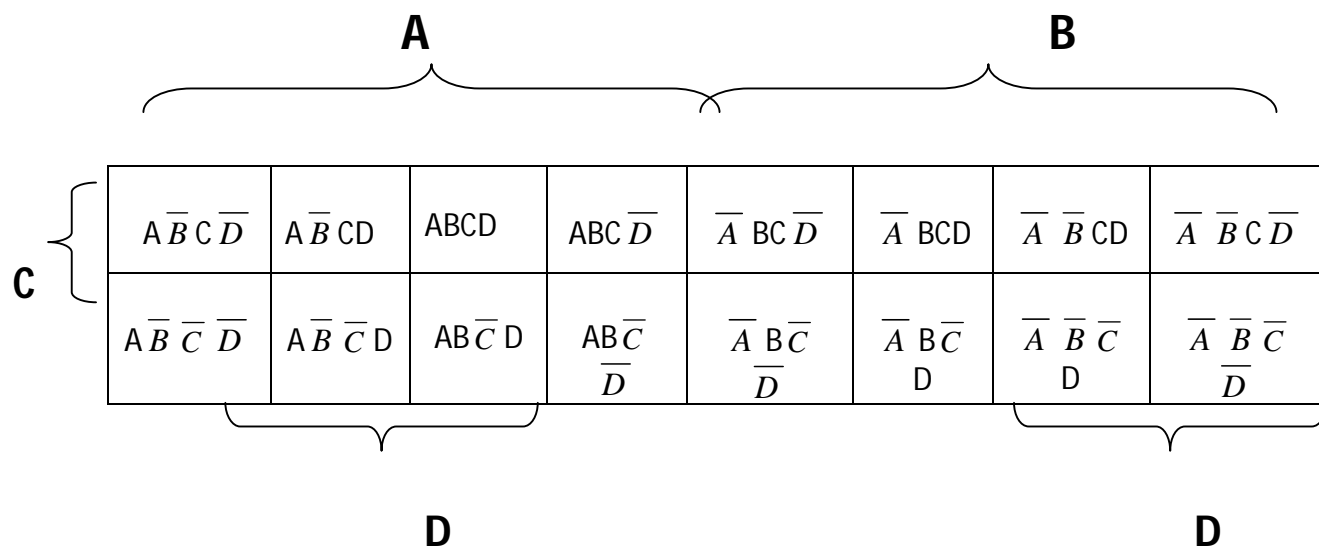 A B
A B̅ C D̅ A B̅ CD ABCD ABC D̅ A̅ BC D̅ A̅ BCD A̅ B̅ CD A̅ B̅ C D̅
C
A B̅ C̅ D̅ A B̅ C̅ D AB C̅ D AB C̅ A̅ B C̅ A̅ B C̅ A̅ B̅ C̅ A̅ B̅ C̅
D̅ D̅ D D D̅
D D